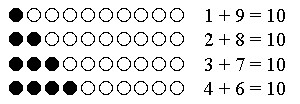 1 + 9 = 10
2 + 8 = 10
3 + 7 = 10
4 + 6 = 10